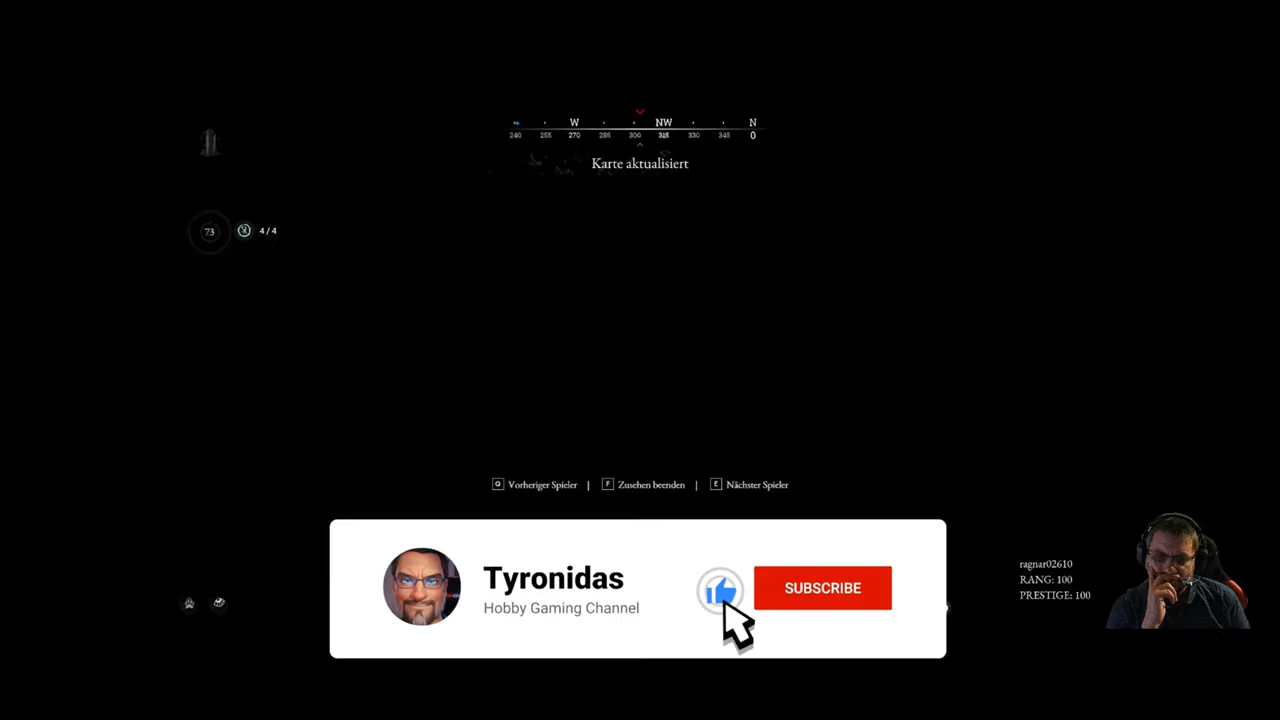 W NW N
240 255 270 285 300 315 330 345 0
Karte aktualisiert
73 4 / 4
Q Vorheriger Spieler | F Zusehen beenden | E Nächster Spieler
Tyronidas
Hobby Gaming Channel
SUBSCRIBE
ragnar02610
RANG: 100
PRESTIGE: 100